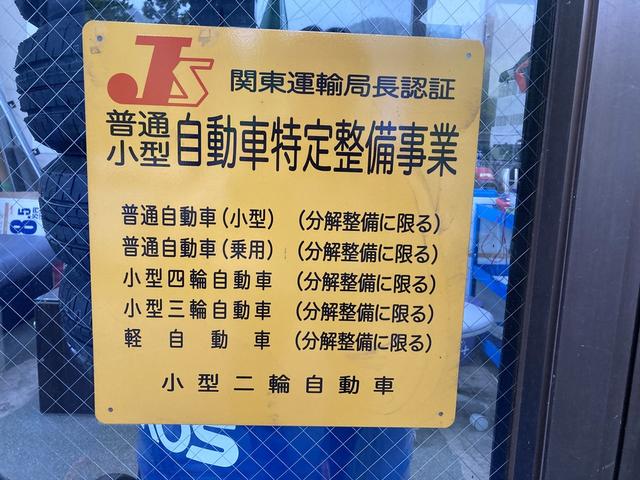 JS 関東運輸局長認証
普通
小型 自動車特定整備事業
普通自動車(小型) (分解整備に限る)
普通自動車(乗用) (分解整備に限る)
小型四輪自動車 (分解整備に限る)
小型三輪自動車 (分解整備に限る)
軽自動車 (分解整備に限る)
小型二輪自動車
8.5